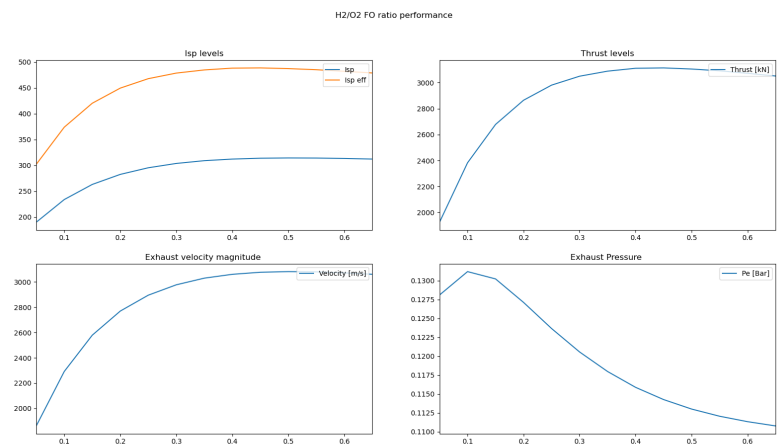 H2/O2 FO ratio performance
Isp levels
500
450
400
350
300
250
200
0.1 0.2 0.3 0.4 0.5 0.6
Isp
Isp eff
Thrust levels
3000
2800
2600
2400
2200
2000
0.1 0.2 0.3 0.4 0.5 0.6
Thrust [kN]
Exhaust velocity magnitude
3000
2800
2600
2400
2200
2000
0.1 0.2 0.3 0.4 0.5 0.6
Velocity [m/s]
Exhaust Pressure
0.1300
0.1275
0.1250
0.1225
0.1200
0.1175
0.1150
0.1125
0.1100
0.1 0.2 0.3 0.4 0.5 0.6
Pe [Bar]